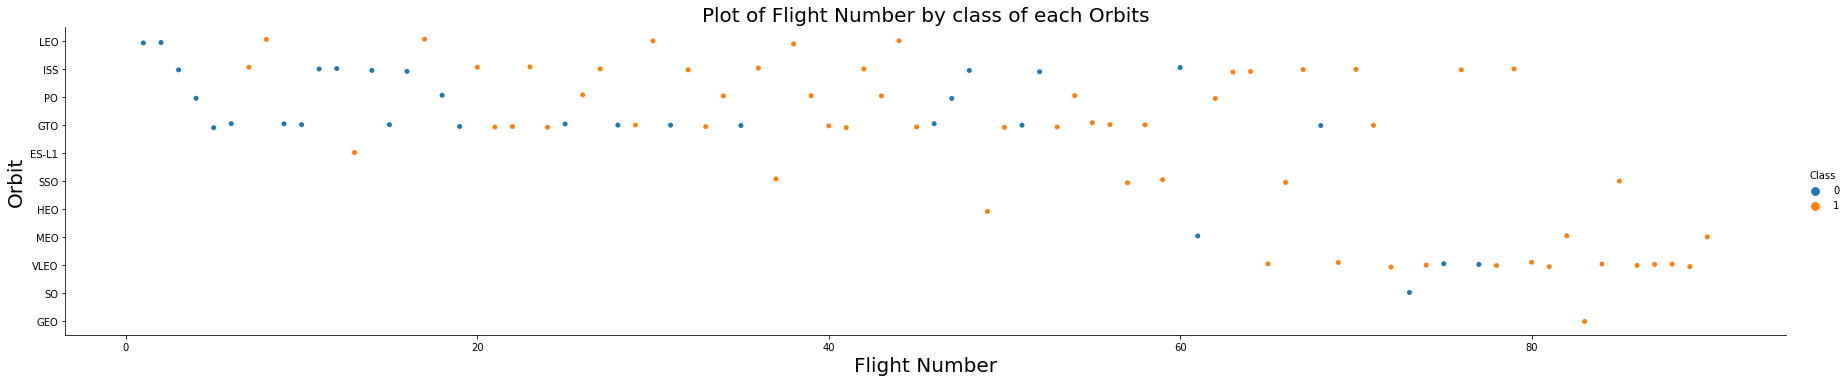 Plot of Flight Number by class of each Orbits
Orbit
LEO
ISS
PO
GTO
ES-L1
SSO
HEO
MEO
VLEO
SO
GEO
0
20
40
60
80
Flight Number
Class
0
1